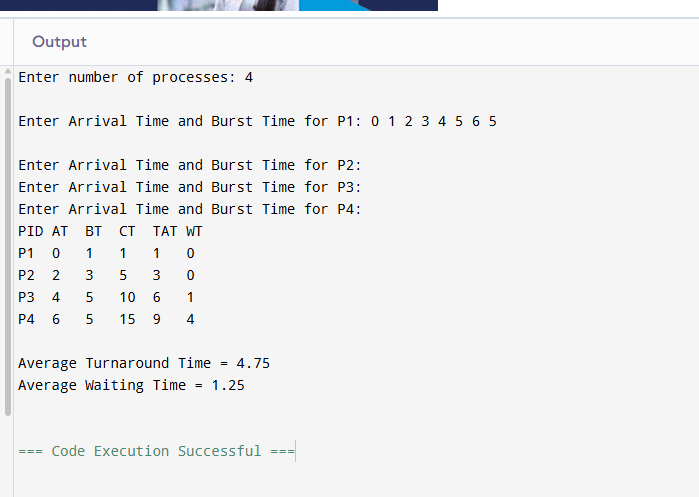 Output
Enter number of processes: 4
Enter Arrival Time and Burst Time for P1: 0 1 2 3 4 5 6 5
Enter Arrival Time and Burst Time for P2:
Enter Arrival Time and Burst Time for P3:
Enter Arrival Time and Burst Time for P4:
PID AT  BT  CT  TAT WT
P1  0   1   1   1   0
P2  2   3   5   3   0
P3  4   5   10  6   1
P4  6   5   15  9   4
Average Turnaround Time = 4.75
Average Waiting Time = 1.25
=== Code Execution Successful ===